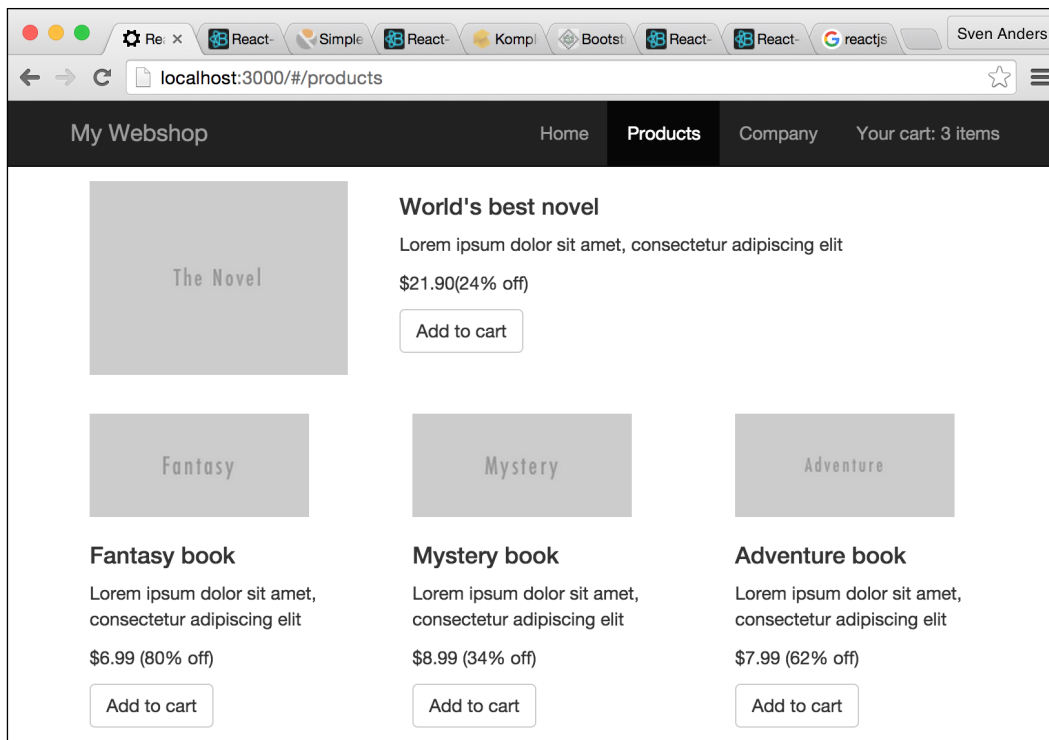 Re:
React-
Simple
React-
Kompl
Bootst
React-
React-
reactjs
Sven Anders
localhost:3000/#/products
My Webshop
Home
Products
Company
Your cart: 3 items
The Novel
World's best novel
Lorem ipsum dolor sit amet, consectetur adipiscing elit
$21.90(24% off)
Add to cart
Fantasy
Mystery
Adventure
Fantasy book
Lorem ipsum dolor sit amet,
consectetur adipiscing elit
$6.99 (80% off)
Add to cart
Mystery book
Lorem ipsum dolor sit amet,
consectetur adipiscing elit
$8.99 (34% off)
Add to cart
Adventure book
Lorem ipsum dolor sit amet,
consectetur adipiscing elit
$7.99 (62% off)
Add to cart